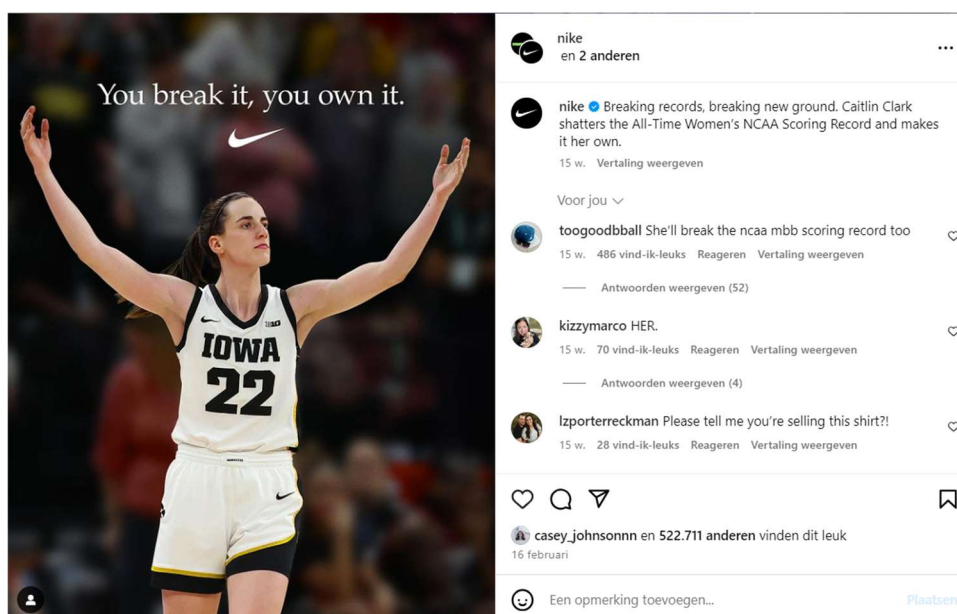 You break it, you own it.
IOWA
22
nike
en 2 anderen
nike Breaking records, breaking new ground. Caitlin Clark
shatters the All-Time Women's NCAA Scoring Record and makes
it her own.
15 w. Vertaling weergeven
Voor jou
toogoodbball She'll break the ncaa mbb scoring record too
15 w. 486 vind-ik-leuks Reageren Vertaling weergeven
Antwoorden weergeven (52)
kizzymarco HER.
15 w. 70 vind-ik-leuks Reageren Vertaling weergeven
Antwoorden weergeven (4)
lzporterreckman Please tell me you're selling this shirt?!
15 w. 28 vind-ik-leuks Reageren Vertaling weergeven
casey_johnsonnn en 522.711 anderen vinden dit leuk
16 februari
Een opmerking toevoegen...
Plaatsen